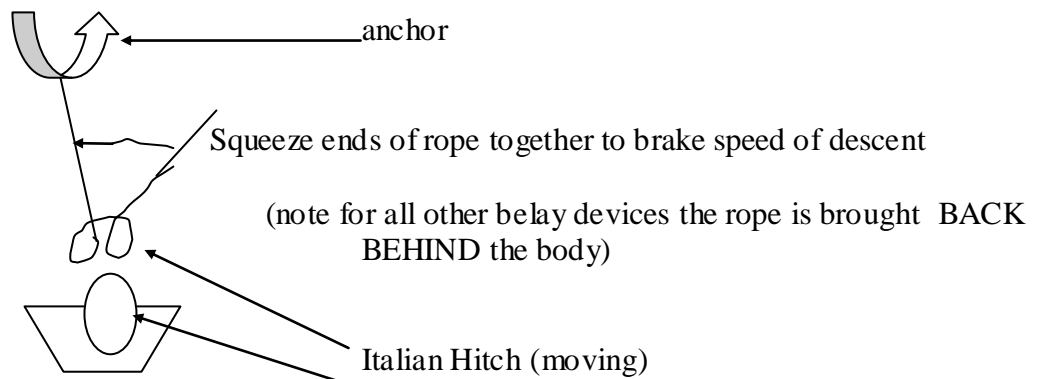 anchor
Squeeze ends of rope together to brake speed of descent
(note for all other belay devices the rope is brought BACK
BEHIND the body)
Italian Hitch (moving)